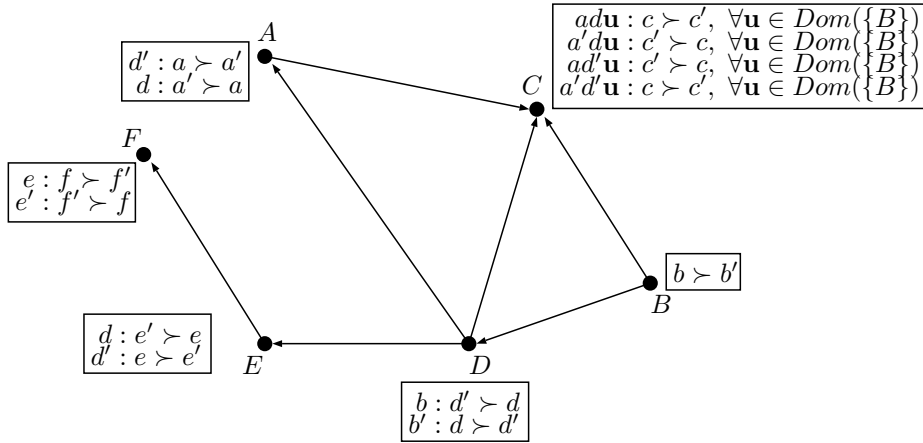 A
d′ : a ≻ a′
d : a′ ≻ a
adu : c ≻ c′, ∀u ∈ Dom({B})
a′du : c′ ≻ c, ∀u ∈ Dom({B})
ad′u : c′ ≻ c, ∀u ∈ Dom({B})
a′d′u : c ≻ c′, ∀u ∈ Dom({B})
C
F
e : f ≻ f′
e′ : f′ ≻ f
b ≻ b′
B
d : e′ ≻ e
d′ : e ≻ e′
E
D
b : d′ ≻ d
b′ : d ≻ d′